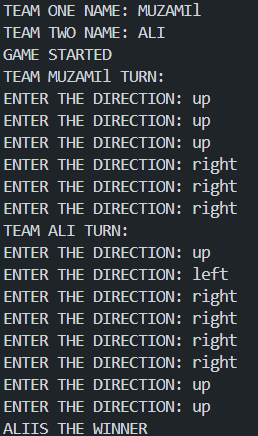 TEAM ONE NAME: MUZAMIl
TEAM TWO NAME: ALI
GAME STARTED
TEAM MUZAMIl TURN:
ENTER THE DIRECTION: up
ENTER THE DIRECTION: up
ENTER THE DIRECTION: up
ENTER THE DIRECTION: right
ENTER THE DIRECTION: right
ENTER THE DIRECTION: right
TEAM ALI TURN:
ENTER THE DIRECTION: up
ENTER THE DIRECTION: left
ENTER THE DIRECTION: right
ENTER THE DIRECTION: right
ENTER THE DIRECTION: right
ENTER THE DIRECTION: right
ENTER THE DIRECTION: up
ENTER THE DIRECTION: up
ALIIS THE WINNER